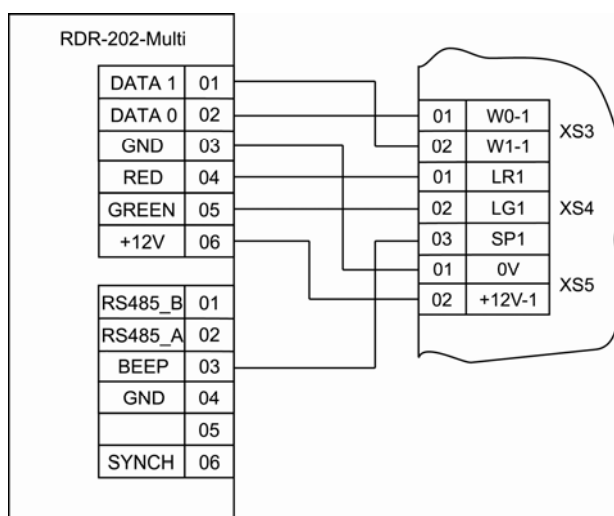 RDR-202-Multi
DATA 1 01
DATA 0 02
GND 03
RED 04
GREEN 05
+12V 06
RS485_B 01
RS485_A 02
BEEP 03
GND 04
05
SYNCH 06
01 W0-1
02 W1-1
XS3
01 LR1
02 LG1
XS4
03 SP1
01 0V
XS5
02 +12V-1